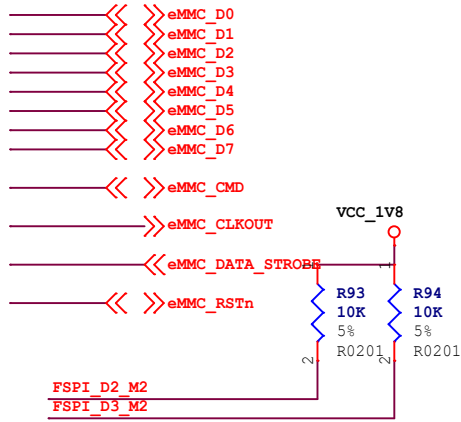 eMMC_D0
eMMC_D1
eMMC_D2
eMMC_D3
eMMC_D4
eMMC_D5
eMMC_D6
eMMC_D7
eMMC_CMD
VCC_1V8
eMMC_CLKOUT
eMMC_DATA_STROBE
1
1
eMMC_RSTn
R93 R94
10K 10K
5% 5%
R0201 R0201
2 2
FSPI_D2_M2
FSPI_D3_M2